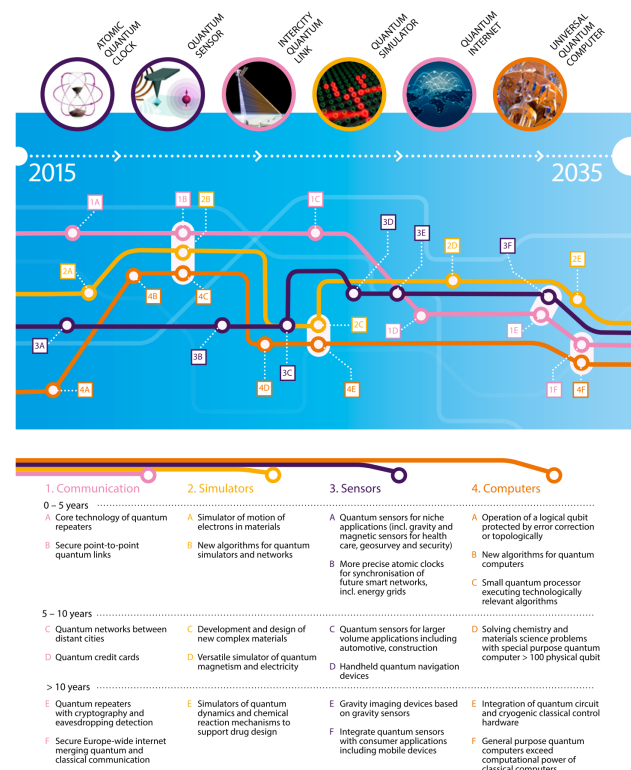 ATOMIC
QUANTUM
CLOCK
QUANTUM
SENSOR
INTERCITY
QUANTUM
LINK
QUANTUM
SIMULATOR
QUANTUM
INTERNET
UNIVERSAL
QUANTUM
COMPUTER
2015
2035
1A
1B
2B
1C
3D
3E
2D
3F
2E
2A
4B
4C
3A
3B
3C
2C
1D
1E
4A
4D
4E
1F
4F
1. Communication
2. Simulators
3. Sensors
4. Computers
0 – 5 years
A Core technology of quantum
repeaters
B Secure point-to-point
quantum links
A Simulator of motion of
electrons in materials
B New algorithms for quantum
simulators and networks
A Quantum sensors for niche
applications (incl. gravity and
magnetic sensors for health
care, geosurvey and security)
B More precise atomic clocks
for synchronisation of
future smart networks,
incl. energy grids
A Operation of a logical qubit
protected by error correction
or topologically
B New algorithms for quantum
computers
C Small quantum processor
executing technologically
relevant algorithms
5 – 10 years
C Quantum networks between
distant cities
D Quantum credit cards
C Development and design of
new complex materials
D Versatile simulator of quantum
magnetism and electricity
C Quantum sensors for larger
volume applications including
automotive, construction
D Handheld quantum navigation
devices
D Solving chemistry and
materials science problems
with special purpose quantum
computer > 100 physical qubit
> 10 years
E Quantum repeaters
with cryptography and
eavesdropping detection
F Secure Europe-wide internet
merging quantum and
classical communication
E Simulators of quantum
dynamics and chemical
reaction mechanisms to
support drug design
E Gravity imaging devices based
on gravity sensors
F Integrate quantum sensors
with consumer applications
including mobile devices
E Integration of quantum circuit
and cryogenic classical control
hardware
F General purpose quantum
computers exceed
computational power of
classical computers